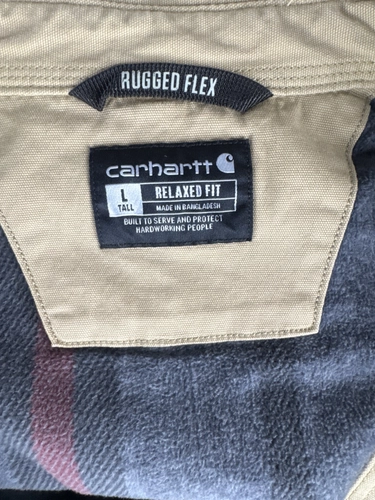 RUGGED FLEX
carhartt
L
TALL
RELAXED FIT
MADE IN BANGLADESH
BUILT TO SERVE AND PROTECT
HARDWORKING PEOPLE